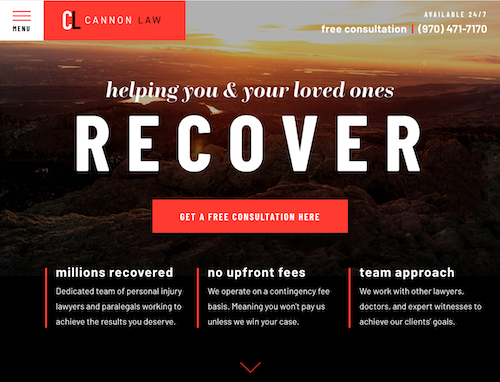 MENU
CL CANNON LAW
AVAILABLE 24/7
free consultation | (970) 471-7170
helping you & your loved ones
RECOVER
GET A FREE CONSULTATION HERE
millions recovered
Dedicated team of personal injury
lawyers and paralegals working to
achieve the results you deserve.
no upfront fees
We operate on a contingency fee
basis. Meaning you won't pay us
unless we win your case.
team approach
We work with other lawyers,
doctors, and expert witnesses to
achieve our clients' goals.